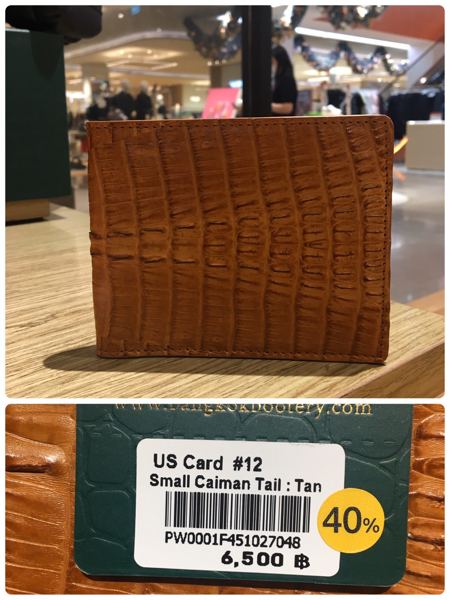 www.bangkokbootery.com
US Card #12
Small Caiman Tail : Tan
40%
PW0001F451027048
6,500 ฿